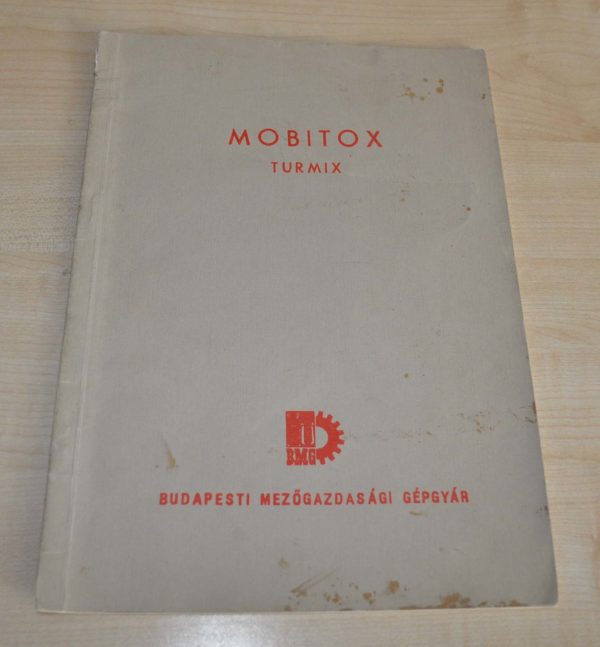 MOBITOX
TURMIX
BMG
BUDAPESTI MEZŐGAZDASÁGI GÉPGYÁR